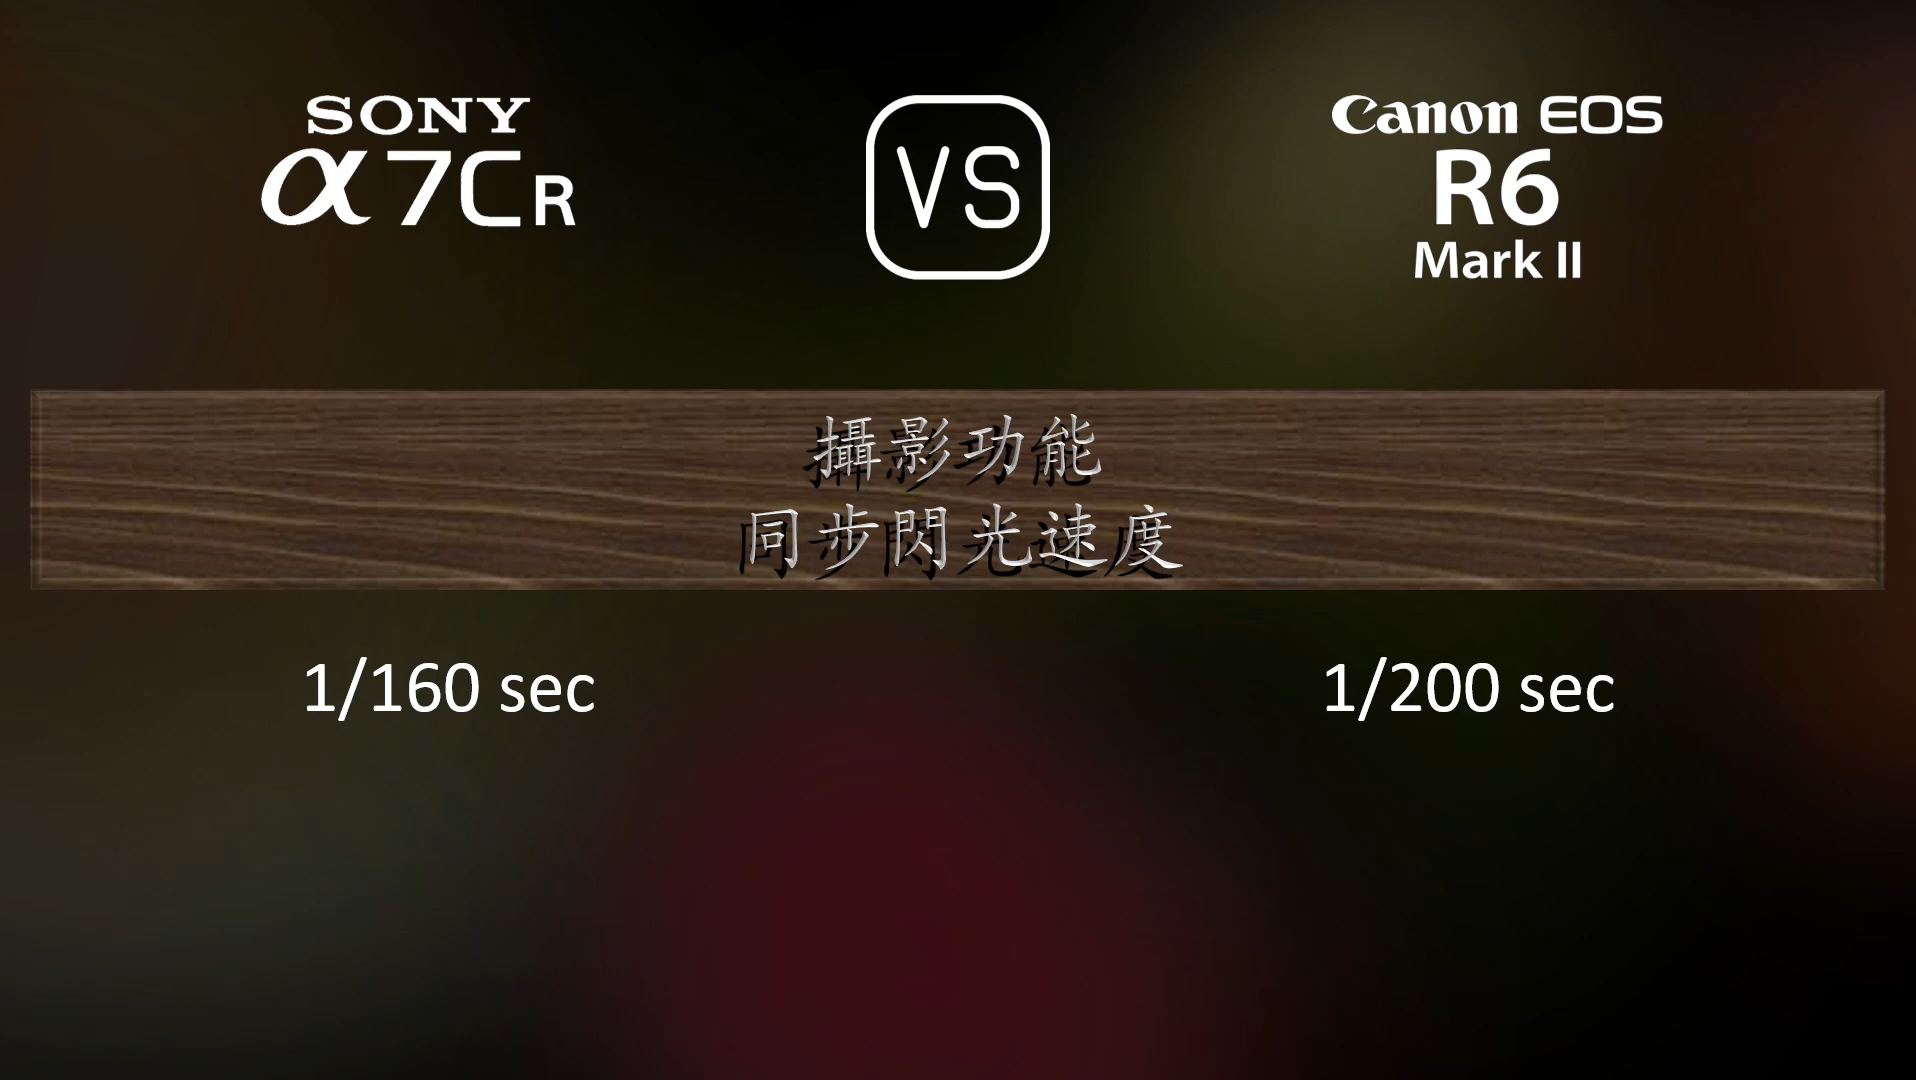 SONY
α7CR
VS
Canon EOS
R6
Mark II
攝影功能
同步閃光速度
1/160 sec
1/200 sec